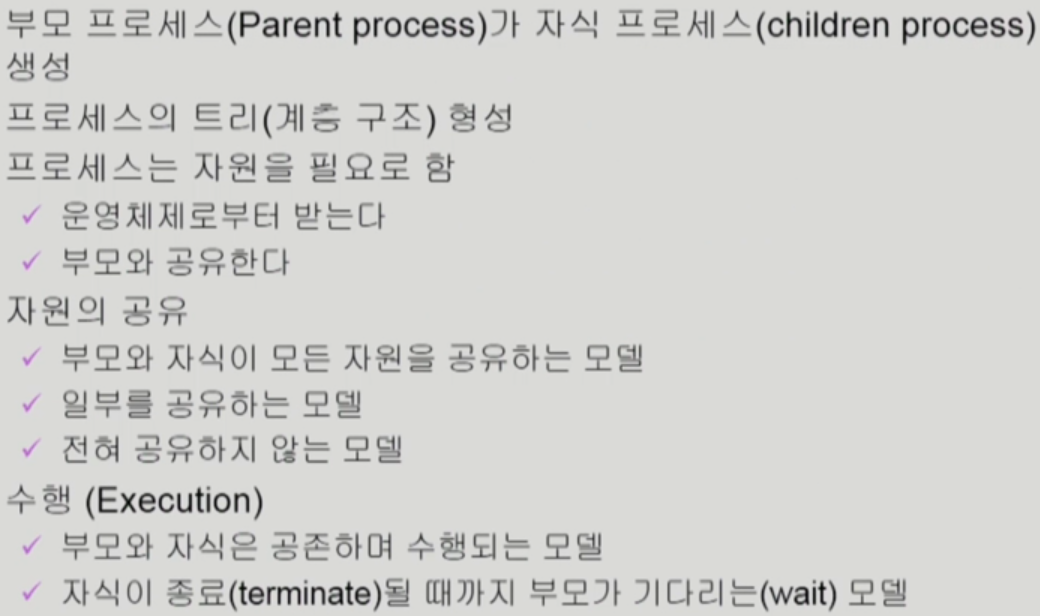 부모 프로세스(Parent process)가 자식 프로세스(children process)
생성
프로세스의 트리(계층 구조) 형성
프로세스는 자원을 필요로 함
✓ 운영체제로부터 받는다
✓ 부모와 공유한다
자원의 공유
✓ 부모와 자식이 모든 자원을 공유하는 모델
✓ 일부를 공유하는 모델
✓ 전혀 공유하지 않는 모델
수행 (Execution)
✓ 부모와 자식은 공존하며 수행되는 모델
✓ 자식이 종료(terminate)될 때까지 부모가 기다리는(wait) 모델